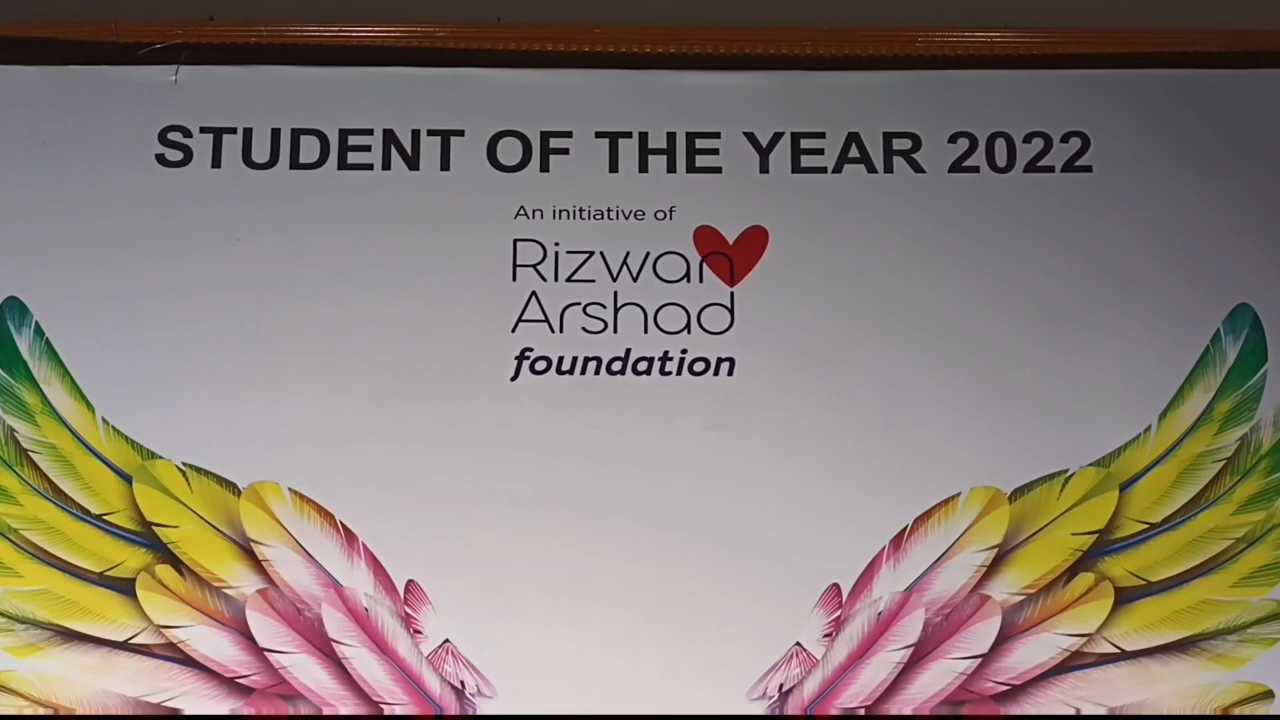 STUDENT OF THE YEAR 2022
An initiative of
Rizwan
Arshad
foundation